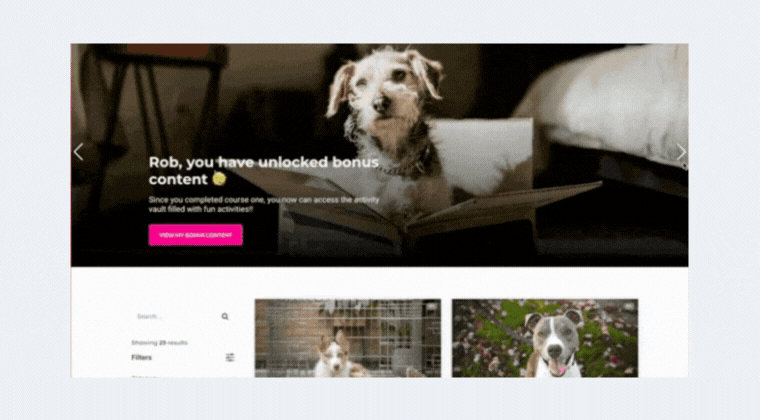 Rob, you have unlocked bonus
content
Since you completed course one, you now can access the activity
vault filled with fun activities!!
VIEW MY BONUS CONTENT
Search ...
Showing 29 results
Filters